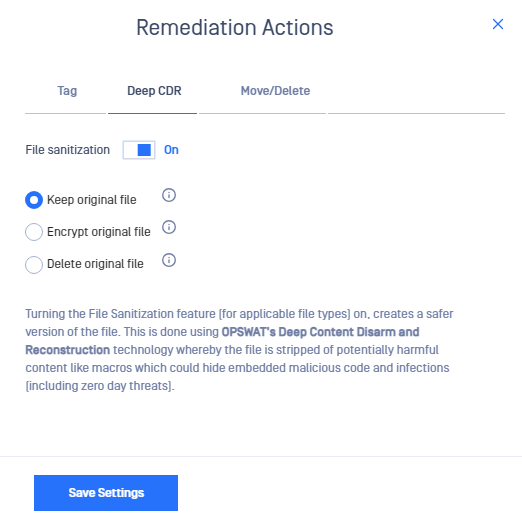 Remediation Actions
Tag Deep CDR Move/Delete
File sanitization On
Keep original file
Encrypt original file
Delete original file
Turning the File Sanitization feature (for applicable file types) on, creates a safer
version of the file. This is done using OPSWAT's Deep Content Disarm and
Reconstruction technology whereby the file is stripped of potentially harmful
content like macros which could hide embedded malicious code and infections
(including zero day threats).
Save Settings